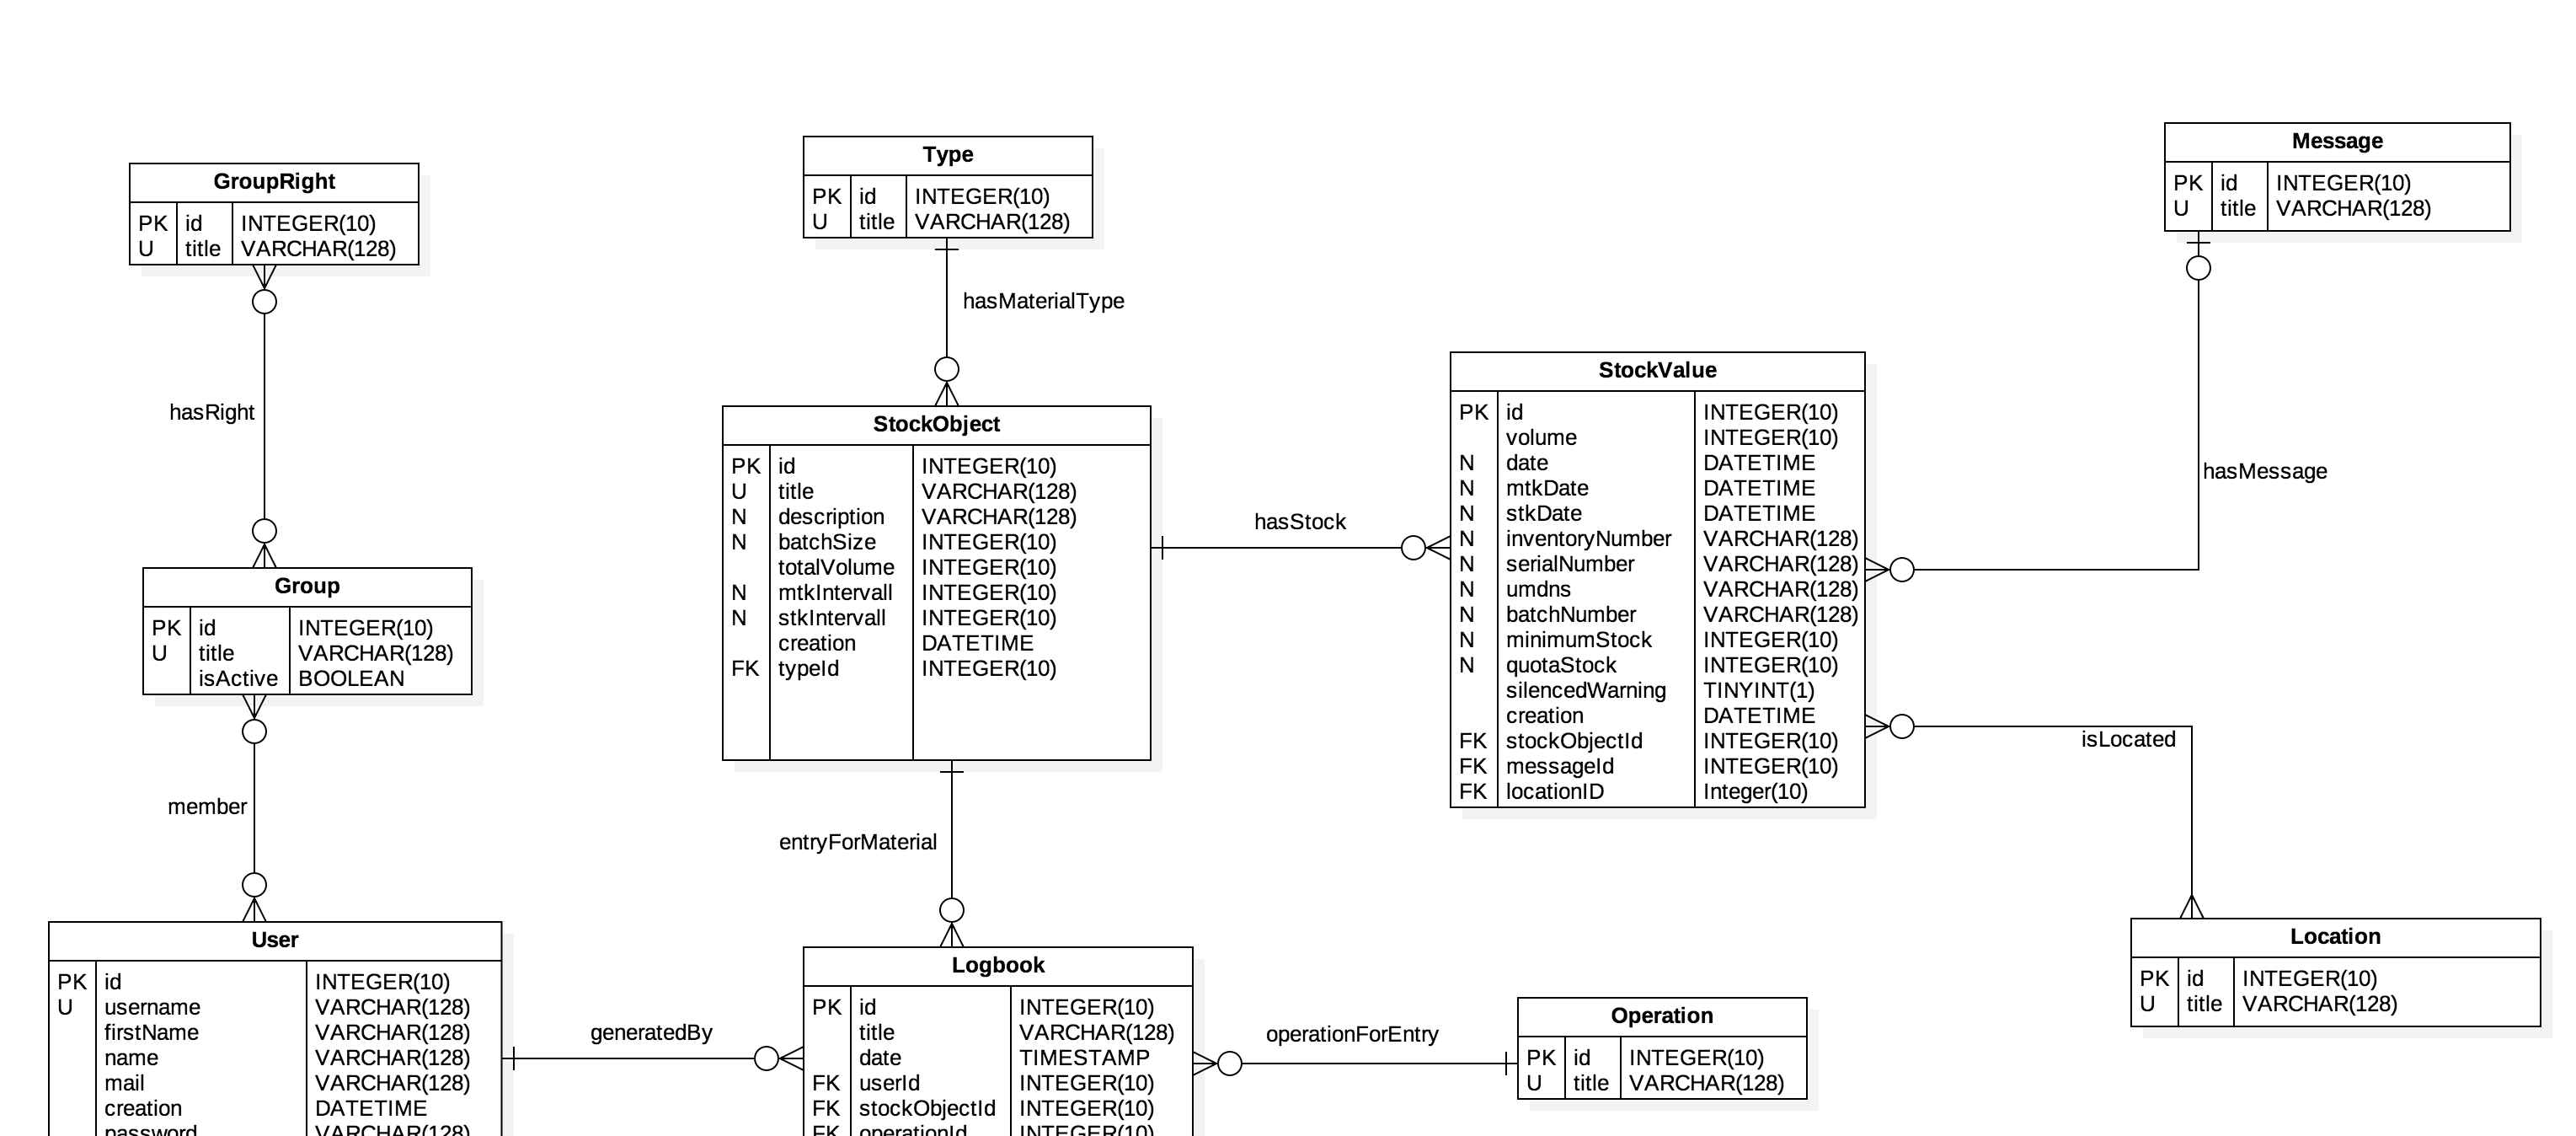 Message
PK id INTEGER(10)
U title VARCHAR(128)
Type
PK id INTEGER(10)
U title VARCHAR(128)
GroupRight
PK id INTEGER(10)
U title VARCHAR(128)
hasMaterialType
hasRight
StockValue
PK id INTEGER(10)
volume INTEGER(10)
N date DATETIME
N mtkDate DATETIME
N stkDate DATETIME
N inventoryNumber VARCHAR(128)
N serialNumber VARCHAR(128)
N umdns VARCHAR(128)
N batchNumber VARCHAR(128)
N minimumStock INTEGER(10)
N quotaStock INTEGER(10)
silencedWarning TINYINT(1)
creation DATETIME
FK stockObjectId INTEGER(10)
FK messageId INTEGER(10)
FK locationID Integer(10)
StockObject
PK id INTEGER(10)
U title VARCHAR(128)
N description VARCHAR(128)
N batchSize INTEGER(10)
totalVolume INTEGER(10)
N mtkIntervall INTEGER(10)
N stkIntervall INTEGER(10)
creation DATETIME
FK typeId INTEGER(10)
hasStock
hasMessage
Group
PK id INTEGER(10)
U title VARCHAR(128)
isActive BOOLEAN
isLocated
member
entryForMaterial
User
PK id INTEGER(10)
U username VARCHAR(128)
firstName VARCHAR(128)
name VARCHAR(128)
mail VARCHAR(128)
creation DATETIME
password VARCHAR(128)
generatedBy
Logbook
PK id INTEGER(10)
title VARCHAR(128)
date TIMESTAMP
FK userId INTEGER(10)
FK stockObjectId INTEGER(10)
FK operationId INTEGER(10)
operationForEntry
Operation
PK id INTEGER(10)
U title VARCHAR(128)
Location
PK id INTEGER(10)
U title VARCHAR(128)